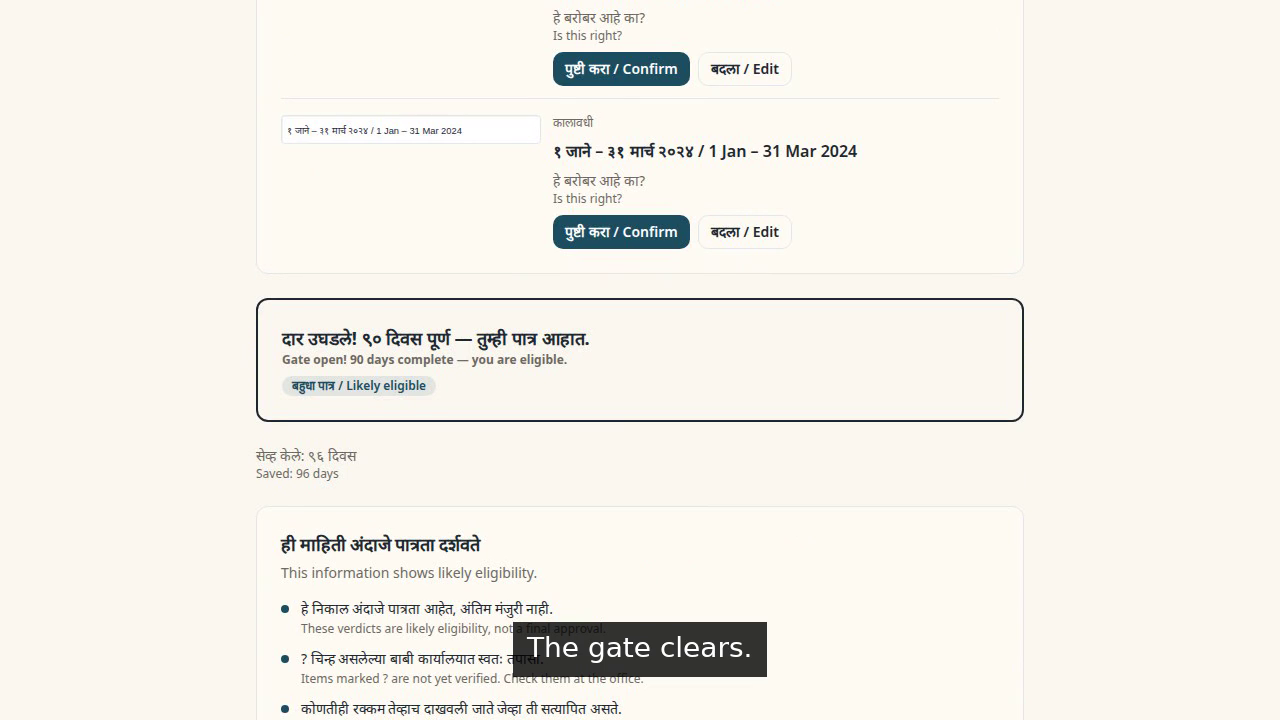 हे बरोबर आहे का?
Is this right?
पुष्टी करा / Confirm
बदला / Edit
१ जाने – ३१ मार्च २०२४ / 1 Jan – 31 Mar 2024
कालावधी
१ जाने – ३१ मार्च २०२४ / 1 Jan – 31 Mar 2024
हे बरोबर आहे का?
Is this right?
पुष्टी करा / Confirm
बदला / Edit
दार उघडले! ९० दिवस पूर्ण — तुम्ही पात्र आहात.
Gate open! 90 days complete — you are eligible.
बहुधा पात्र / Likely eligible
सेव्ह केले: ९६ दिवस
Saved: 96 days
ही माहिती अंदाजे पात्रता दर्शवते
This information shows likely eligibility.
हे निकाल अंदाजे पात्रता आहेत, अंतिम मंजुरी नाही.
These verdicts are likely eligibility, not a final approval.
? चिन्ह असलेल्या बाबी कार्यालयात स्वतः तपासा.
Items marked ? are not yet verified. Check them at the office.
कोणतीही रक्कम तेव्हाच दाखवली जाते जेव्हा ती सत्यापित असते.
The gate clears.